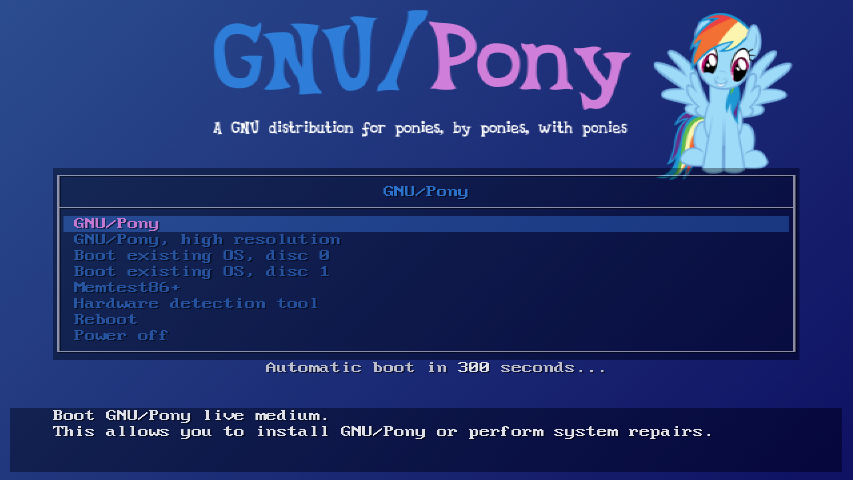 GNU/Pony
A GNU distribution for ponies, by ponies, with ponies
GNU/Pony
GNU/Pony
GNU/Pony, high resolution
Boot existing OS, disc 0
Boot existing OS, disc 1
Memtest86+
Hardware detection tool
Reboot
Power off
Automatic boot in 300 seconds...
Boot GNU/Pony live medium.
This allows you to install GNU/Pony or perform system repairs.